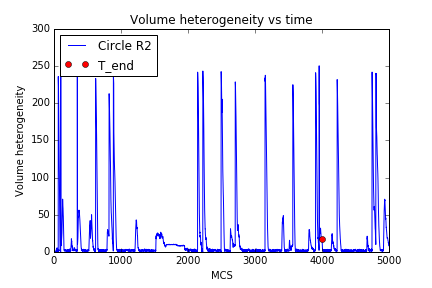 Volume heterogeneity vs time
Circle R2
T_end
Volume heterogeneity
300
250
200
150
100
50
0
0 1000 2000 3000 4000 5000
MCS